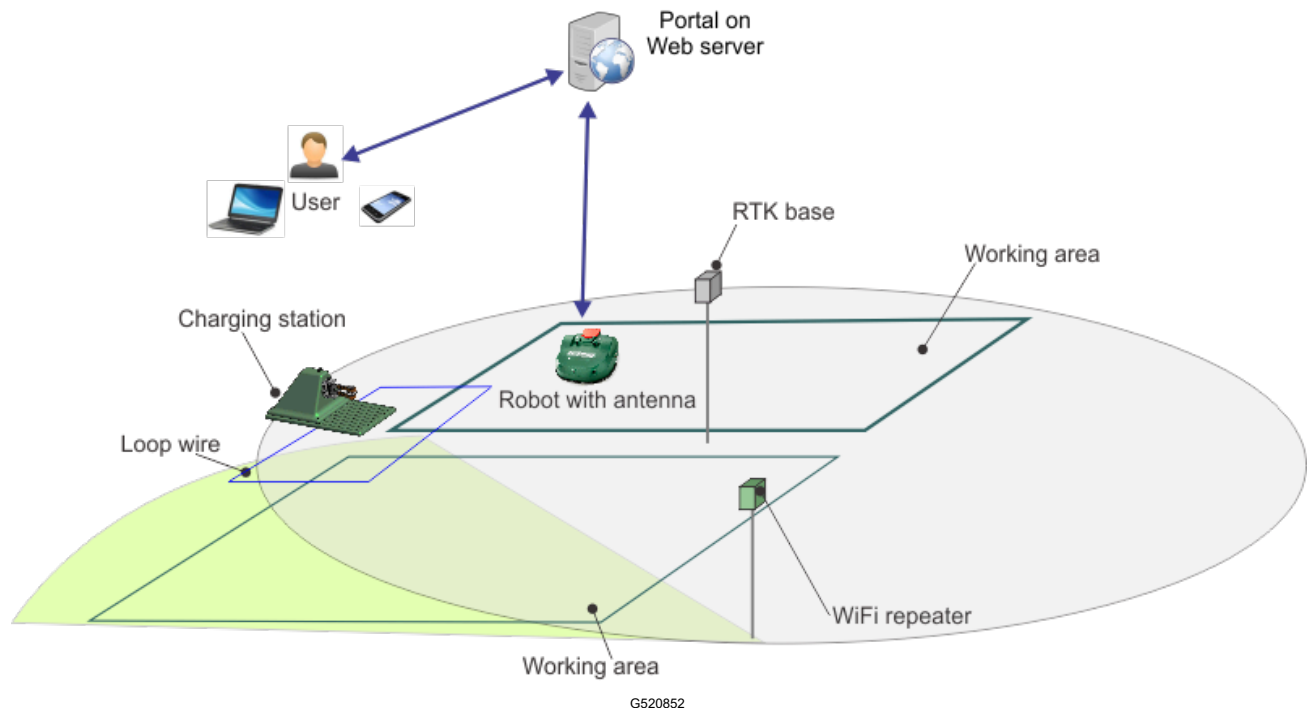 Portal on
Web server
User
RTK base
Working area
Charging station
Robot with antenna
Loop wire
WiFi repeater
Working area
G520852